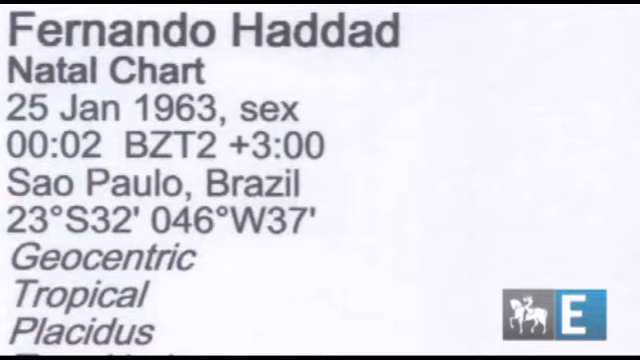 Fernando Haddad
Natal Chart
25 Jan 1963, sex
00:02 BZT2 +3:00
Sao Paulo, Brazil
23°S32' 046°W37'
Geocentric
Tropical
Placidus
E